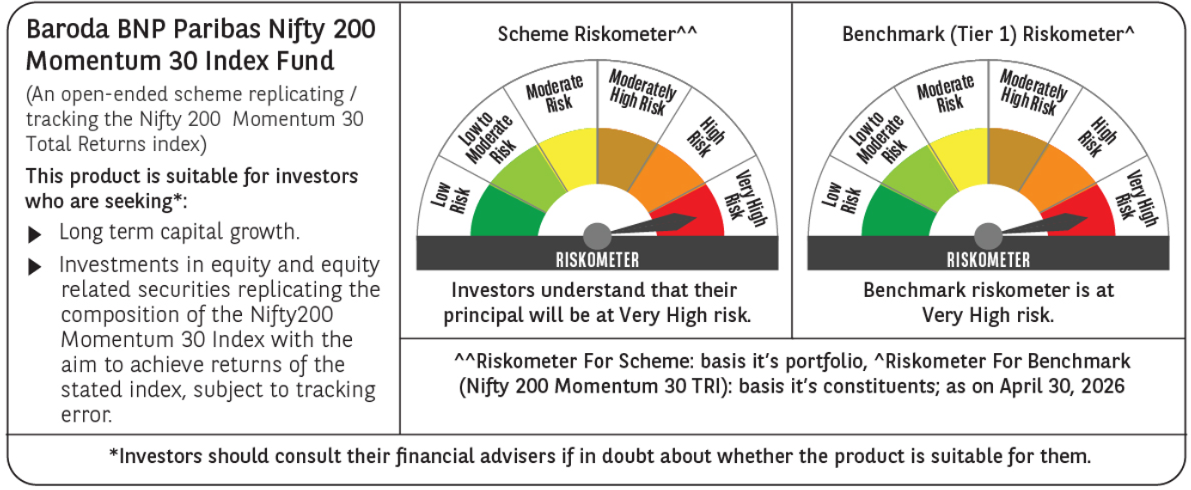 Baroda BNP Paribas Nifty 200
Momentum 30 Index Fund
(An open-ended scheme replicating /
tracking the Nifty 200 Momentum 30
Total Returns index)
This product is suitable for investors
who are seeking*:
▶ Long term capital growth.
▶ Investments in equity and equity
related securities replicating the
composition of the Nifty200
Momentum 30 Index with the
aim to achieve returns of the
stated index, subject to tracking
error.
Scheme Riskometer^^
Low
Risk
Low to
Moderate
Risk
Moderate
Risk
Moderately
High Risk
High
Risk
Very High
Risk
RISKOMETER
Investors understand that their
principal will be at Very High risk.
Benchmark (Tier 1) Riskometer^
Low
Risk
Low to
Moderate
Risk
Moderate
Risk
Moderately
High Risk
High
Risk
Very High
Risk
RISKOMETER
Benchmark riskometer is at
Very High risk.
^^Riskometer For Scheme: basis it's portfolio, ^Riskometer For Benchmark
(Nifty 200 Momentum 30 TRI): basis it's constituents; as on April 30, 2026
*Investors should consult their financial advisers if in doubt about whether the product is suitable for them.